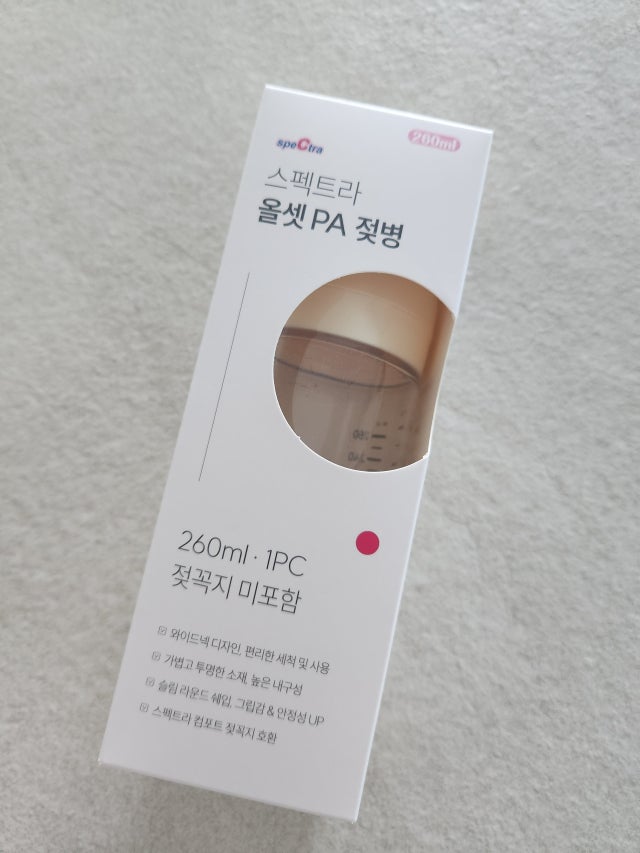 spectra
260ml
스펙트라
올셋 PA 젖병
260
240
260ml · 1PC
젖꼭지 미포함
☑ 와이드넥 디자인, 편리한 세척 및 사용
☑ 가볍고 투명한 소재, 높은 내구성
☑ 슬림 라운드 쉐입, 그립감 & 안정성 UP
☑ 스펙트라 컴포트 젖꼭지 호환